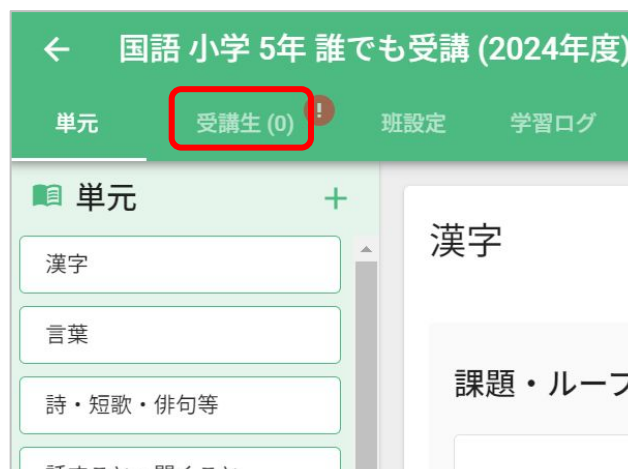 ← 国語 小学 5年 誰でも受講 (2024年度)
単元 受講生 (0) ! 班設定 学習ログ
単元 +
漢字
言葉
詩・短歌・俳句等
漢字
課題・ルーブ